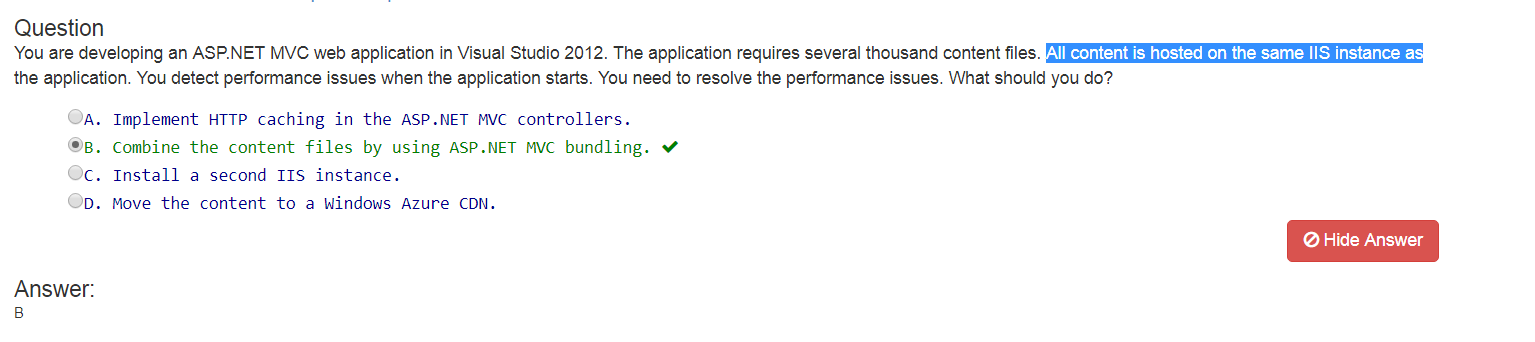 Question
You are developing an ASP.NET MVC web application in Visual Studio 2012. The application requires several thousand content files. All content is hosted on the same IIS instance as
the application. You detect performance issues when the application starts. You need to resolve the performance issues. What should you do?
A. Implement HTTP caching in the ASP.NET MVC controllers.
B. Combine the content files by using ASP.NET MVC bundling. ✔
C. Install a second IIS instance.
D. Move the content to a Windows Azure CDN.
Hide Answer
Answer:
B